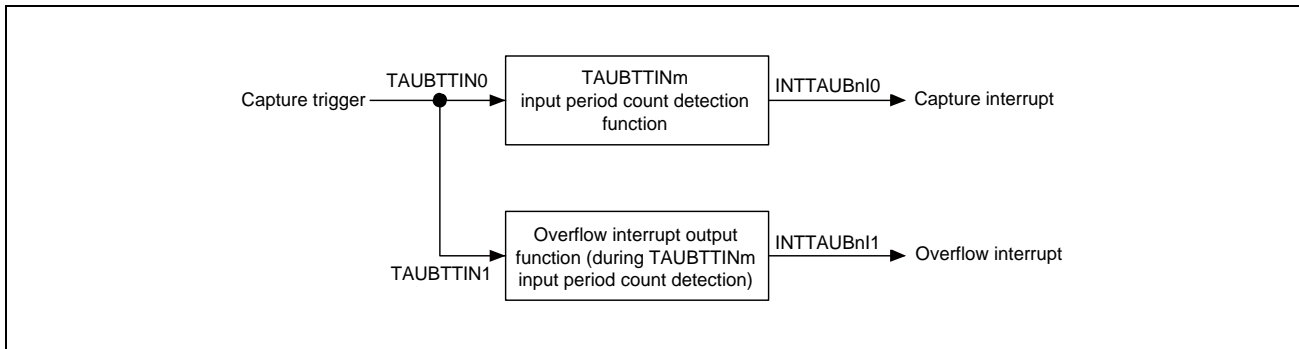 TAUBTTIN0
Capture trigger
TAUBTTINm
input period count detection
function
INTTAUBnI0
Capture interrupt
TAUBTTIN1
Overflow interrupt output
function (during TAUBTTINm
input period count detection)
INTTAUBnI1
Overflow interrupt